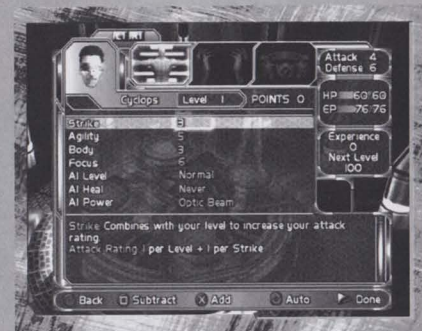 Attack 4
Defense 6
Cyclops Level 1 POINTS 0
HP 60/60
EP 76/76
Strike 3
Agility 5
Body 3
Focus 6
AI Level Normal
AI Heal Never
AI Power Optic Beam
Experience
0
Next Level
100
Strike: Combines with your level to increase your attack
rating
Attack Rating 1 per Level + 1 per Strike
Back Subtract X Add Auto Done